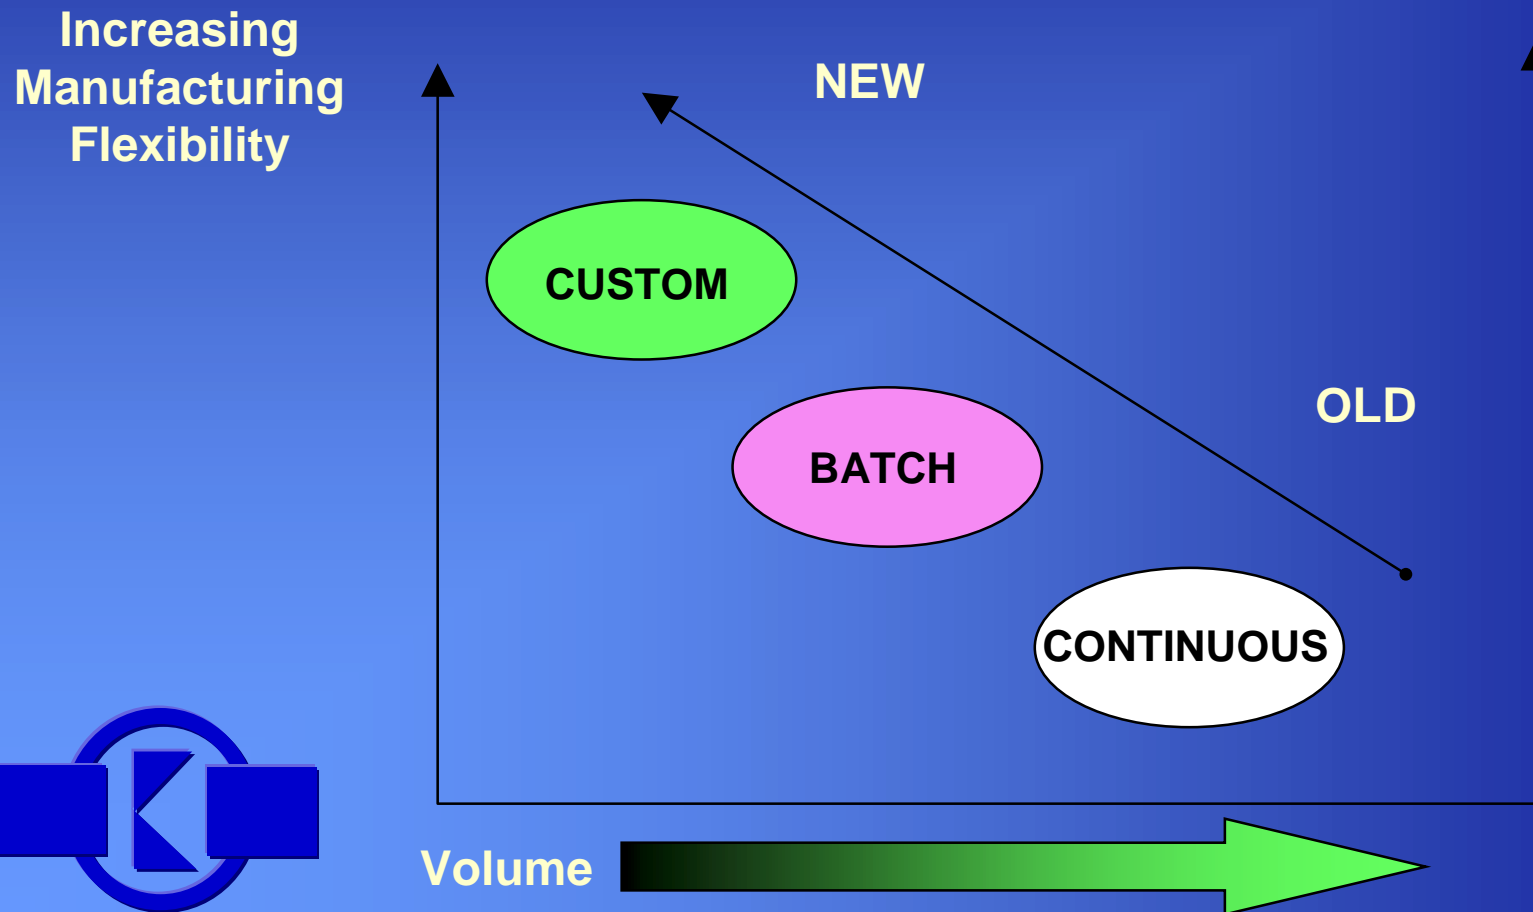 Increasing
Manufacturing
Flexibility
NEW
CUSTOM
OLD
BATCH
CONTINUOUS
Volume